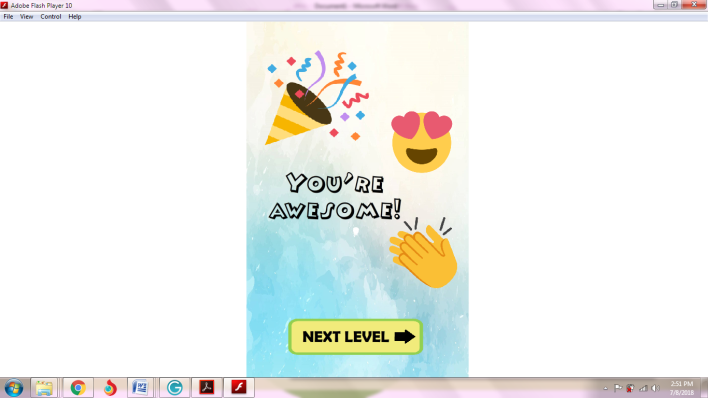 Adobe Flash Player 10
File View Control Help
YOU'RE
AWESOME!
NEXT LEVEL
2:51 PM
7/8/2018